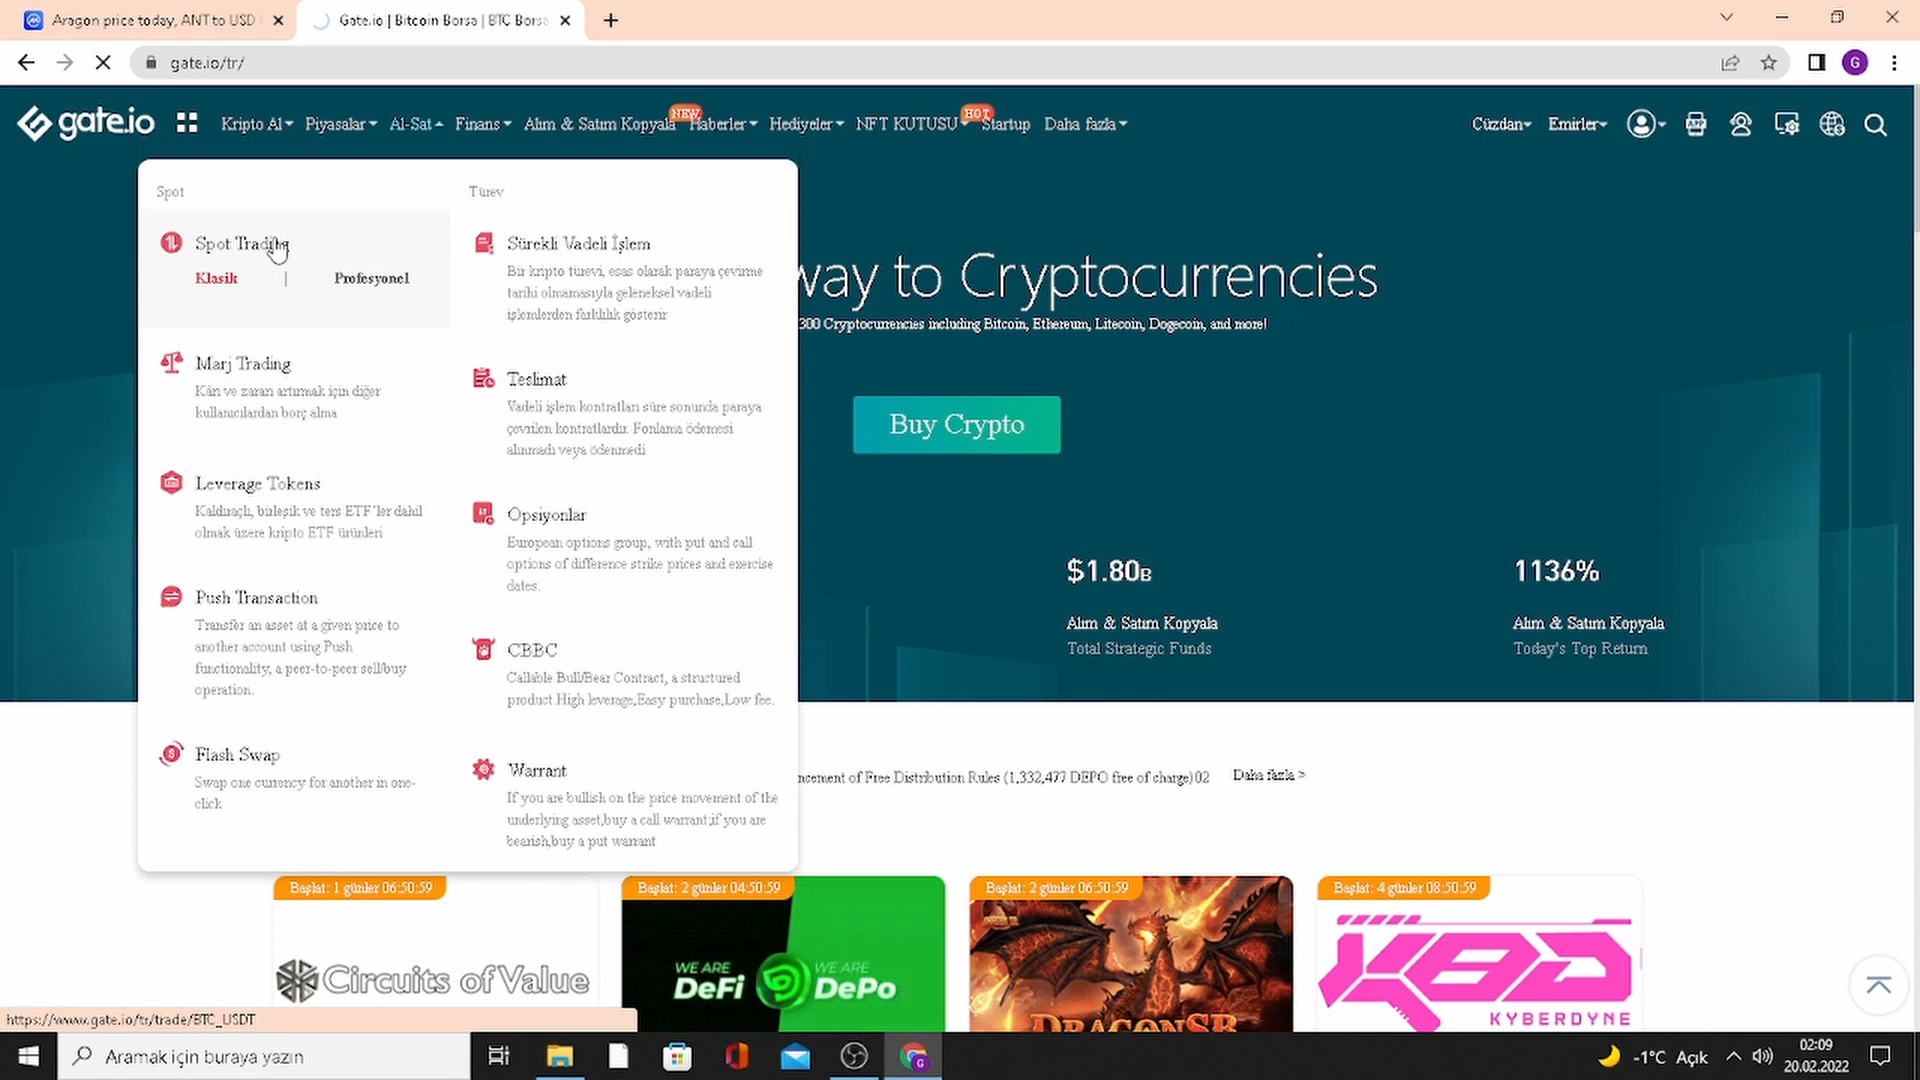 Aragon price today, ANT to USD
Gate.io | Bitcoin Borsa | BTC Borsa
gate.io/tr/
G
gate.io
Kripto Al
Piyasalar
Al-Sat
Finans
Alım & Satım Kopyala
NEW
Haberler
Hediyeler
NFT KUTUSU
HOT
Startup
Daha fazla
Cüzdan
Emirler
Spot
Spot Trading
Klasik | Profesyonel
Marj Trading
Kârı ve zararı artırmak için diğer
kullanıcılardan borç alma
Leverage Tokens
Kaldıraçlı, birleşik ve ters ETF'ler dahil
olmak üzere kripto ETF ürünleri
Push Transaction
Transfer an asset at a given price to
another account using Push
functionality, a peer-to-peer sell/buy
operation.
Flash Swap
Swap one currency for another in one-
click
Türev
Sürekli Vadeli İşlem
Bir kripto türevi, esas olarak paraya çevirme
tarihi olmamasıyla geleneksel vadeli
işlemlerden farklılık gösterir
Teslimat
Vadeli işlem kontratları süre sonunda paraya
çevrilen kontratlardır. Fonlama ödemesi
alınmadı veya ödenmedi
Opsiyonlar
European options group, with put and call
options of difference strike prices and exercise
dates.
CBBC
Callable Bull/Bear Contract, a structured
product.High leverage,Easy purchase,Low fee.
Warrant
If you are bullish on the price movement of the
underlying asset,buy a call warrant;if you are
bearish,buy a put warrant
way to Cryptocurrencies
300 Cryptocurrencies including Bitcoin, Ethereum, Litecoin, Dogecoin, and more!
Buy Crypto
$1.80B
Alım & Satım Kopyala
Total Strategic Funds
1136%
Alım & Satım Kopyala
Today's Top Return
ncement of Free Distribution Rules (1,332,477 DEPO free of charge)02
Daha fazla >
Başlat: 1 günler 06:50:59
Circuits of Value
Başlat: 2 günler 04:50:59
WE ARE
DeFi
WE ARE
DePo
Başlat: 2 günler 06:50:59
DRAGONSB
Başlat: 4 günler 08:50:59
KBD
KYBERDYNE
https://www.gate.io/tr/trade/BTC_USDT
Aramak için buraya yazın
-1°C Açık
02:09
20.02.2022